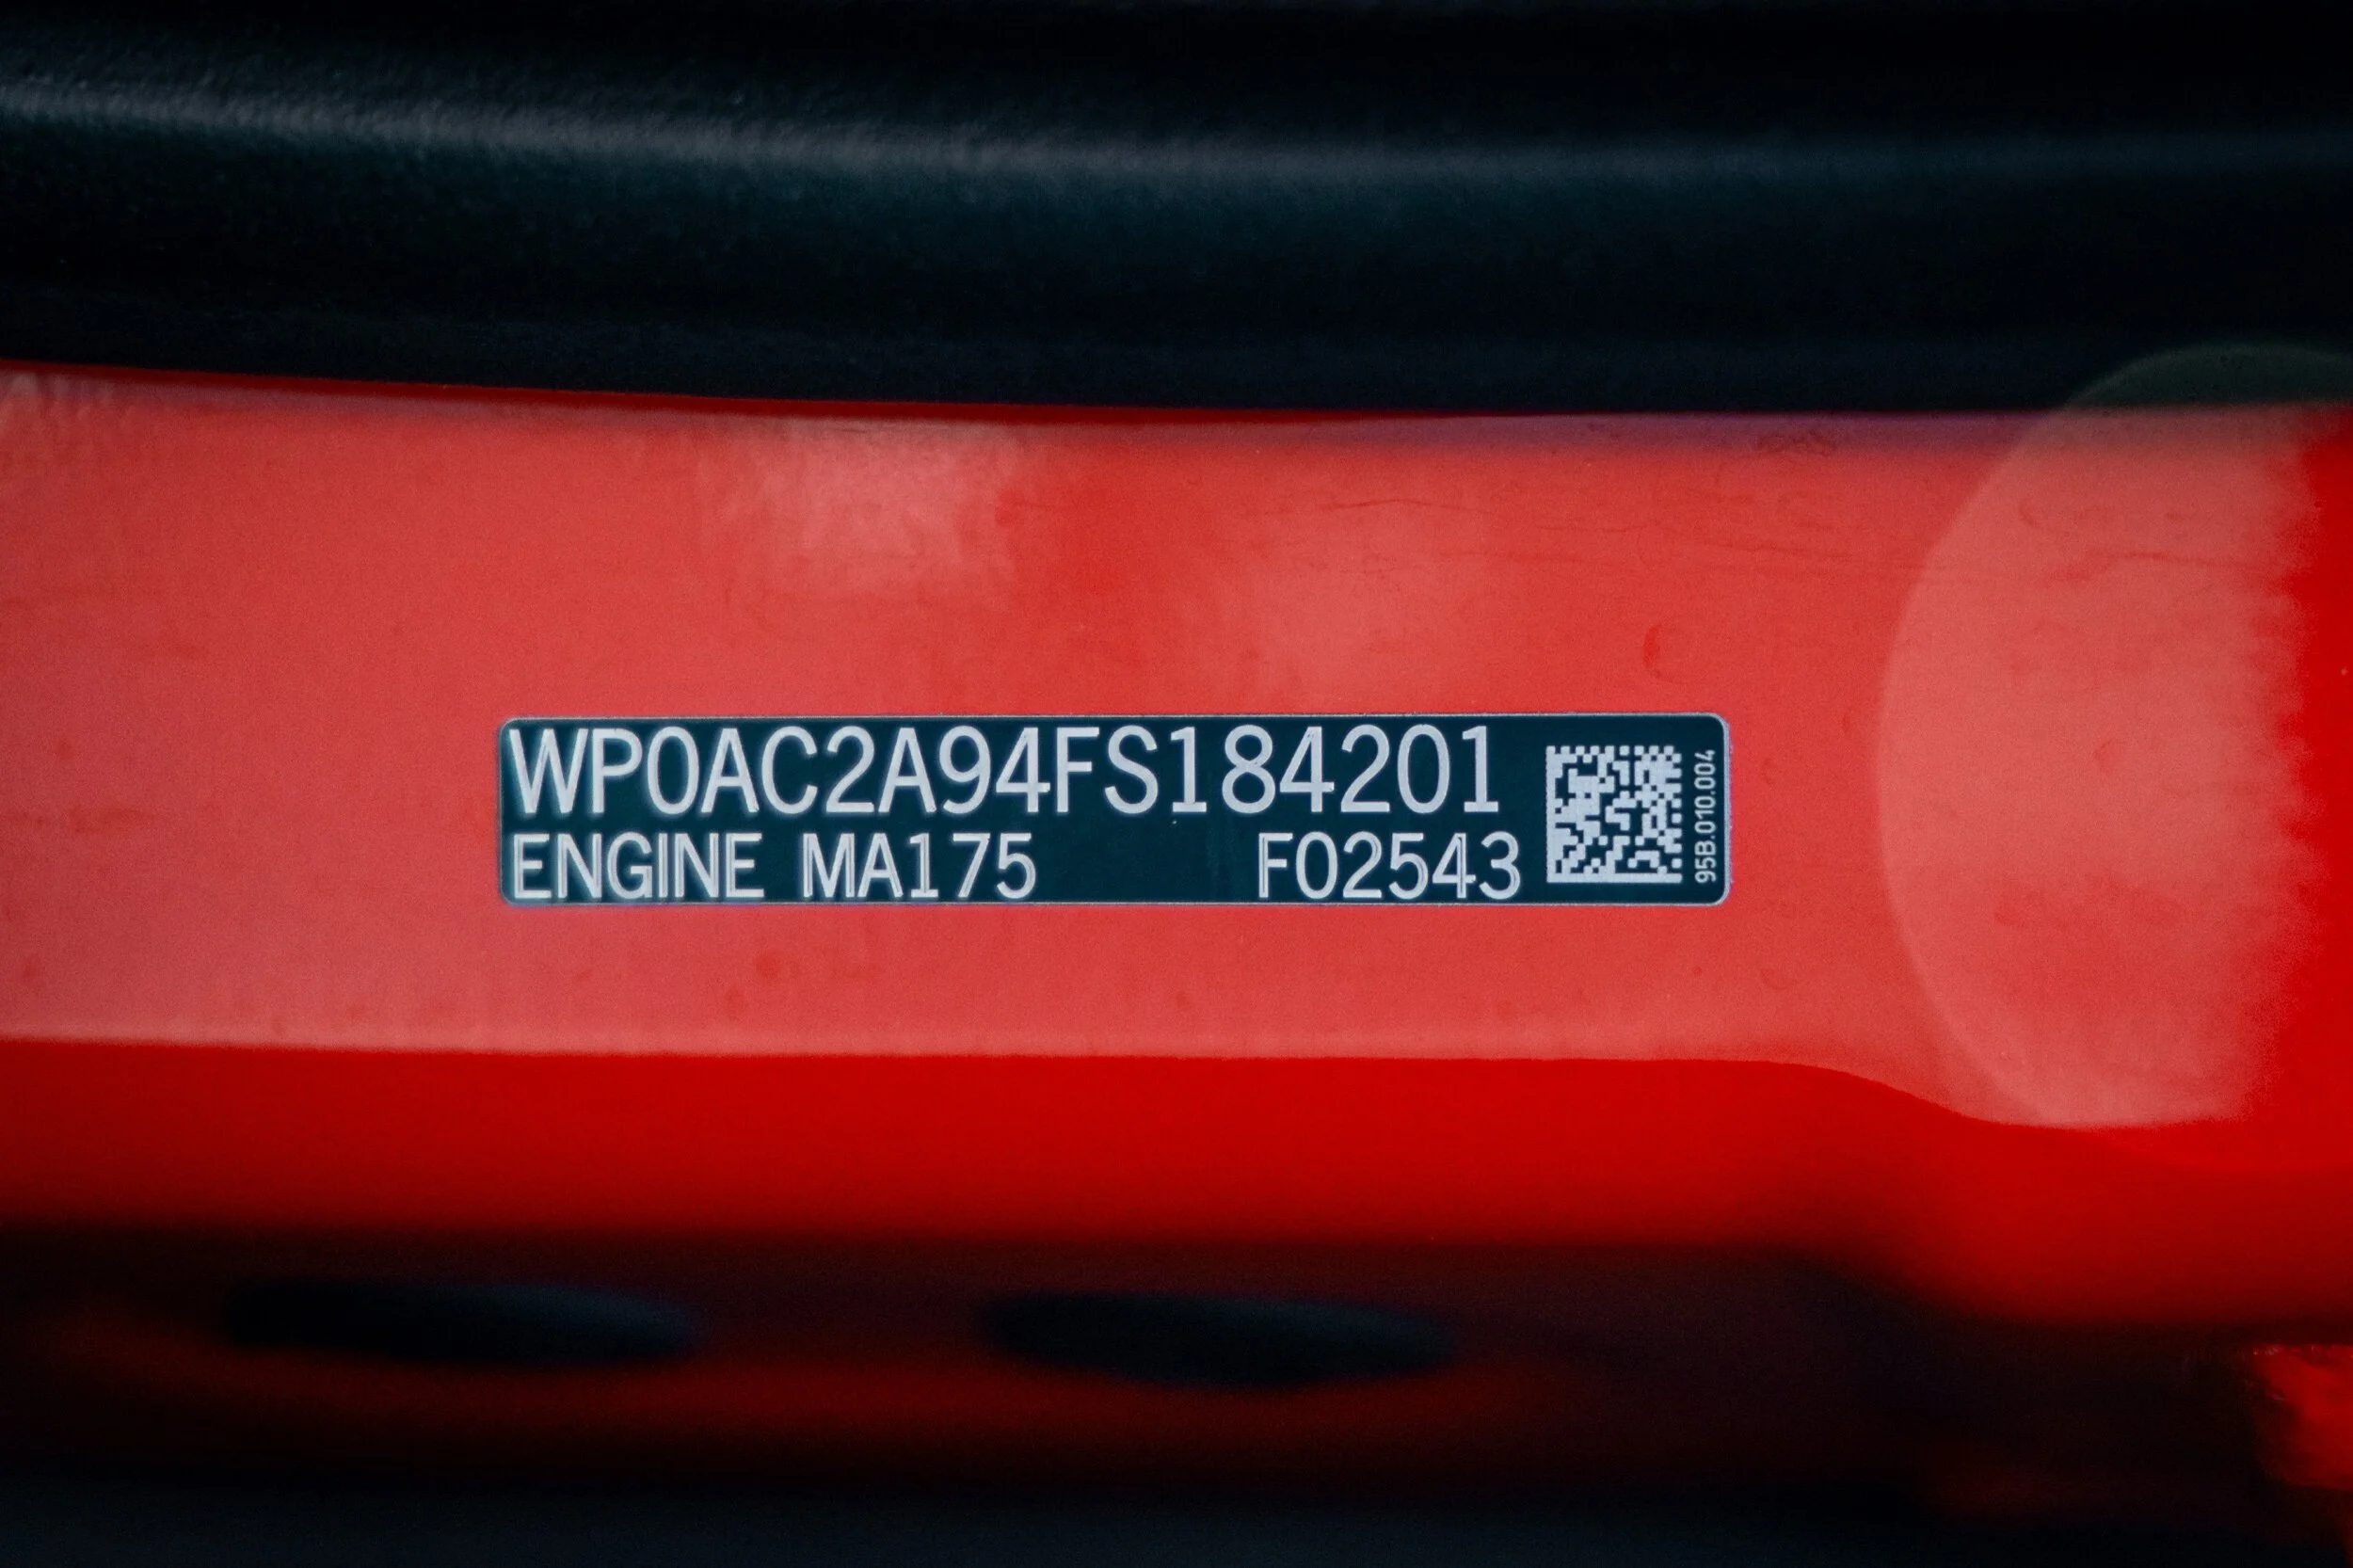 WP0AC2A94FS184201
ENGINE MA175 F02543
95B.010.004